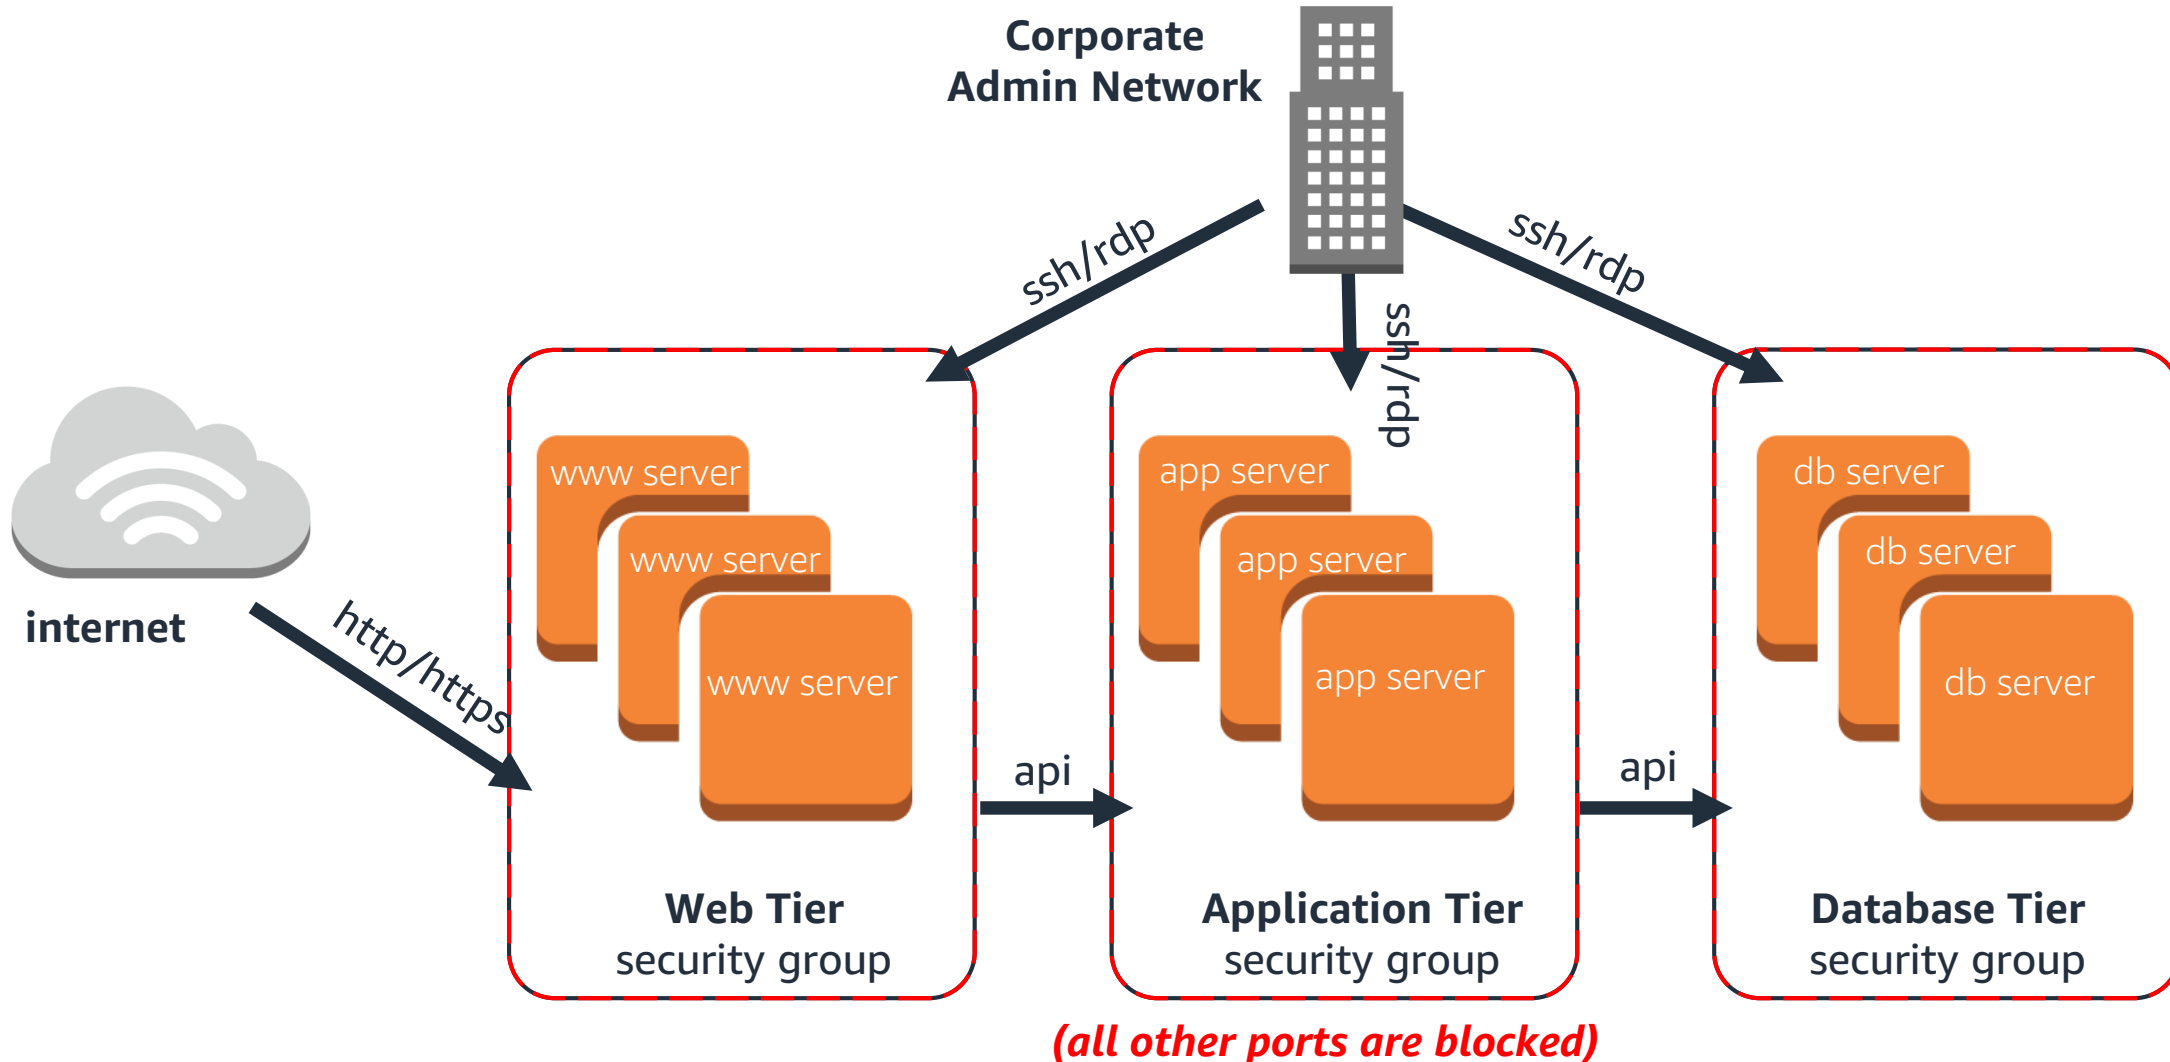 Corporate
Admin Network
ssh/rdp
ssh/rdp
ssh/rdp
internet
http/https
www server
www server
www server
api
app server
app server
app server
api
db server
db server
db server
Web Tier
security group
Application Tier
security group
Database Tier
security group
(all other ports are blocked)